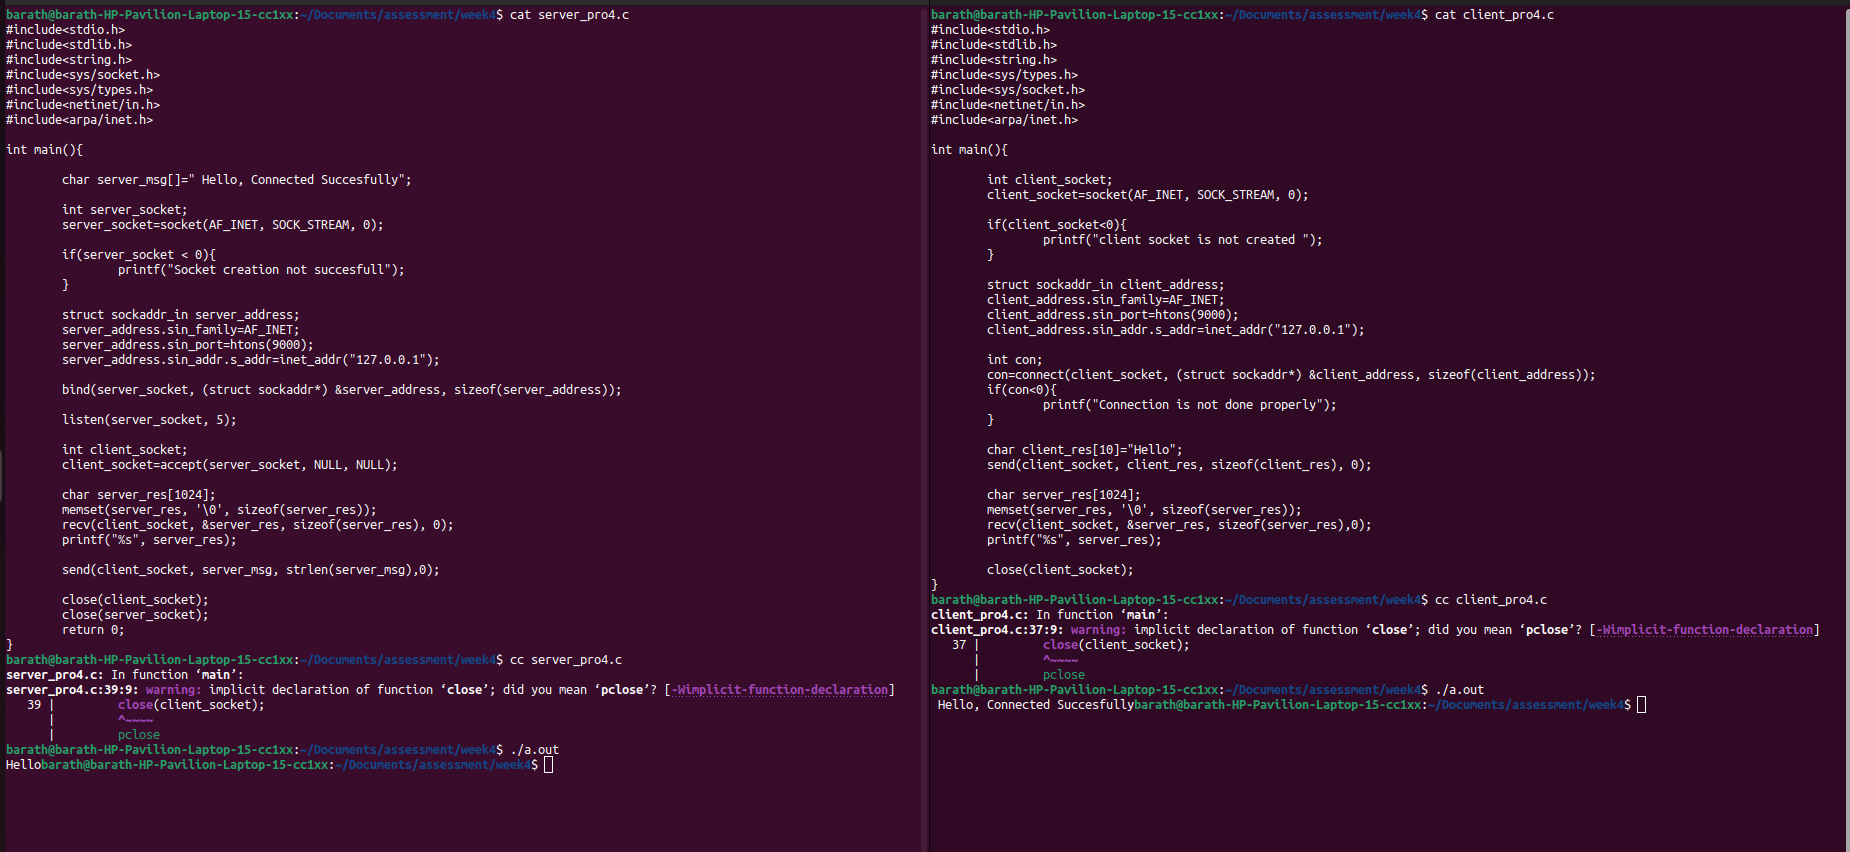 barath@barath-HP-Pavilion-Laptop-15-cc1xx:~/Documents/assessment/week4$ cat server_pro4.c
#include<stdio.h>
#include<stdlib.h>
#include<string.h>
#include<sys/socket.h>
#include<sys/types.h>
#include<netinet/in.h>
#include<arpa/inet.h>

int main(){

        char server_msg[]=" Hello, Connected Succesfully";

        int server_socket;
        server_socket=socket(AF_INET, SOCK_STREAM, 0);

        if(server_socket < 0){
                printf("Socket creation not succesfull");
        }

        struct sockaddr_in server_address;
        server_address.sin_family=AF_INET;
        server_address.sin_port=htons(9000);
        server_address.sin_addr.s_addr=inet_addr("127.0.0.1");

        bind(server_socket, (struct sockaddr*) &server_address, sizeof(server_address));

        listen(server_socket, 5);

        int client_socket;
        client_socket=accept(server_socket, NULL, NULL);

        char server_res[1024];
        memset(server_res, '\0', sizeof(server_res));
        recv(client_socket, &server_res, sizeof(server_res), 0);
        printf("%s", server_res);

        send(client_socket, server_msg, strlen(server_msg),0);

        close(client_socket);
        close(server_socket);
        return 0;
}
barath@barath-HP-Pavilion-Laptop-15-cc1xx:~/Documents/assessment/week4$ cc server_pro4.c
server_pro4.c: In function ‘main’:
server_pro4.c:39:9: warning: implicit declaration of function ‘close’; did you mean ‘pclose’? [-Wimplicit-function-declaration]
   39 |         close(client_socket);
      |         ^~~~~
      |         pclose
barath@barath-HP-Pavilion-Laptop-15-cc1xx:~/Documents/assessment/week4$ ./a.out
Hellobarath@barath-HP-Pavilion-Laptop-15-cc1xx:~/Documents/assessment/week4$
barath@barath-HP-Pavilion-Laptop-15-cc1xx:~/Documents/assessment/week4$ cat client_pro4.c
#include<stdio.h>
#include<stdlib.h>
#include<string.h>
#include<sys/types.h>
#include<sys/socket.h>
#include<netinet/in.h>
#include<arpa/inet.h>

int main(){

        int client_socket;
        client_socket=socket(AF_INET, SOCK_STREAM, 0);

        if(client_socket<0){
                printf("client socket is not created ");
        }

        struct sockaddr_in client_address;
        client_address.sin_family=AF_INET;
        client_address.sin_port=htons(9000);
        client_address.sin_addr.s_addr=inet_addr("127.0.0.1");

        int con;
        con=connect(client_socket, (struct sockaddr*) &client_address, sizeof(client_address));
        if(con<0){
                printf("Connection is not done properly");
        }

        char client_res[10]="Hello";
        send(client_socket, client_res, sizeof(client_res), 0);

        char server_res[1024];
        memset(server_res, '\0', sizeof(server_res));
        recv(client_socket, &server_res, sizeof(server_res),0);
        printf("%s", server_res);

        close(client_socket);
}
barath@barath-HP-Pavilion-Laptop-15-cc1xx:~/Documents/assessment/week4$ cc client_pro4.c
client_pro4.c: In function ‘main’:
client_pro4.c:37:9: warning: implicit declaration of function ‘close’; did you mean ‘pclose’? [-Wimplicit-function-declaration]
   37 |         close(client_socket);
      |         ^~~~~
      |         pclose
barath@barath-HP-Pavilion-Laptop-15-cc1xx:~/Documents/assessment/week4$ ./a.out
 Hello, Connected Succesfullybarath@barath-HP-Pavilion-Laptop-15-cc1xx:~/Documents/assessment/week4$